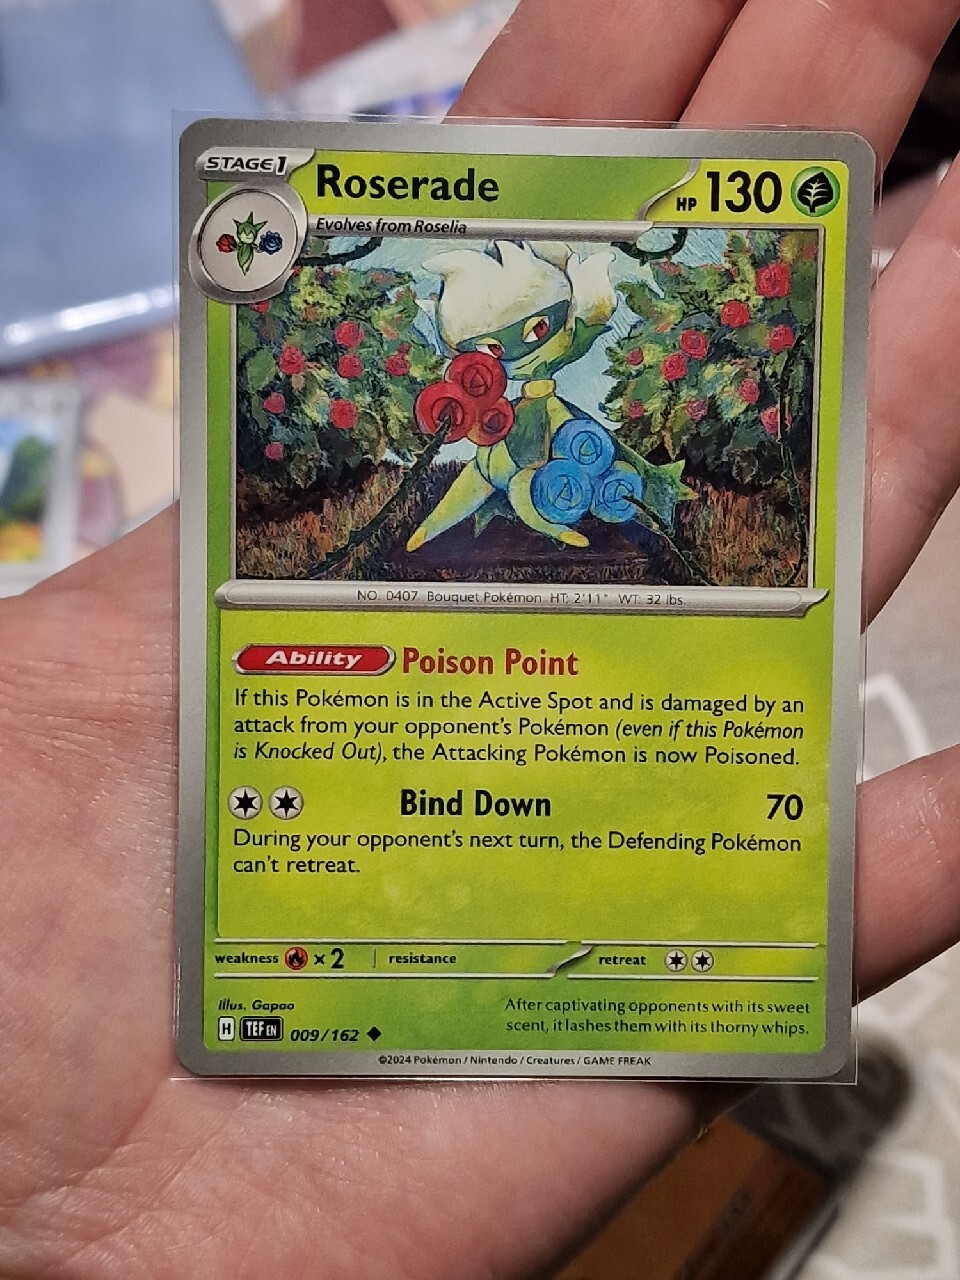 STAGE1
Roserade
HP 130
Evolves from Roselia
NO. 0407 Bouquet Pokémon HT: 2'11" WT: 32 lbs.
Ability Poison Point
If this Pokémon is in the Active Spot and is damaged by an
attack from your opponent's Pokémon (even if this Pokémon
is Knocked Out), the Attacking Pokémon is now Poisoned.
Bind Down 70
During your opponent's next turn, the Defending Pokémon
can't retreat.
weakness ×2 resistance retreat
Illus. Gapao
After captivating opponents with its sweet
scent, it lashes them with its thorny whips.
H TEF EN 009/162
©2024 Pokémon / Nintendo / Creatures / GAME FREAK